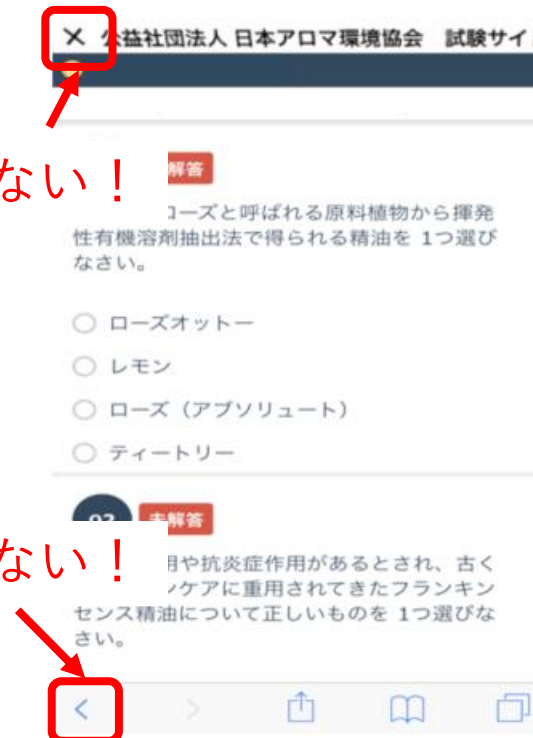 × 公益社団法人 日本アロマ環境協会 試験サイ
ない!
解答
ローズと呼ばれる原料植物から揮発
性有機溶剤抽出法で得られる精油を 1つ選び
なさい。
ローズオットー
レモン
ローズ（アブソリュート）
ティートリー
未解答
ない!
用や抗炎症作用があるとされ、古く
ンケアに重用されてきたフランキン
センス精油について正しいものを 1つ選びな
さい。